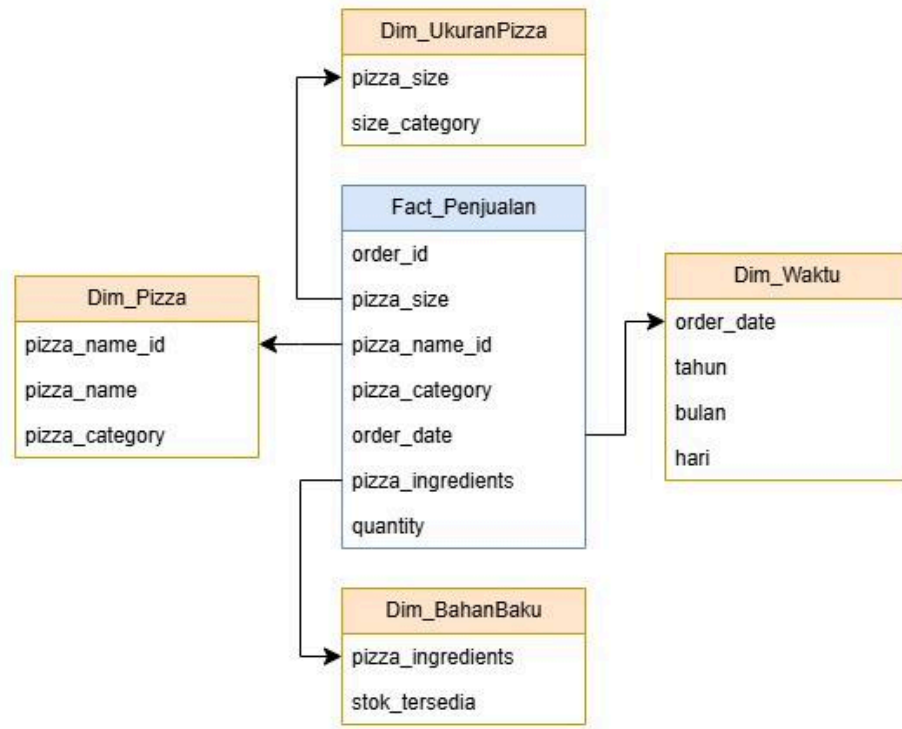 Dim_UkuranPizza
pizza_size
size_category
Fact_Penjualan
order_id
pizza_size
pizza_name_id
pizza_category
order_date
pizza_ingredients
quantity
Dim_Pizza
pizza_name_id
pizza_name
pizza_category
Dim_Waktu
order_date
tahun
bulan
hari
Dim_BahanBaku
pizza_ingredients
stok_tersedia